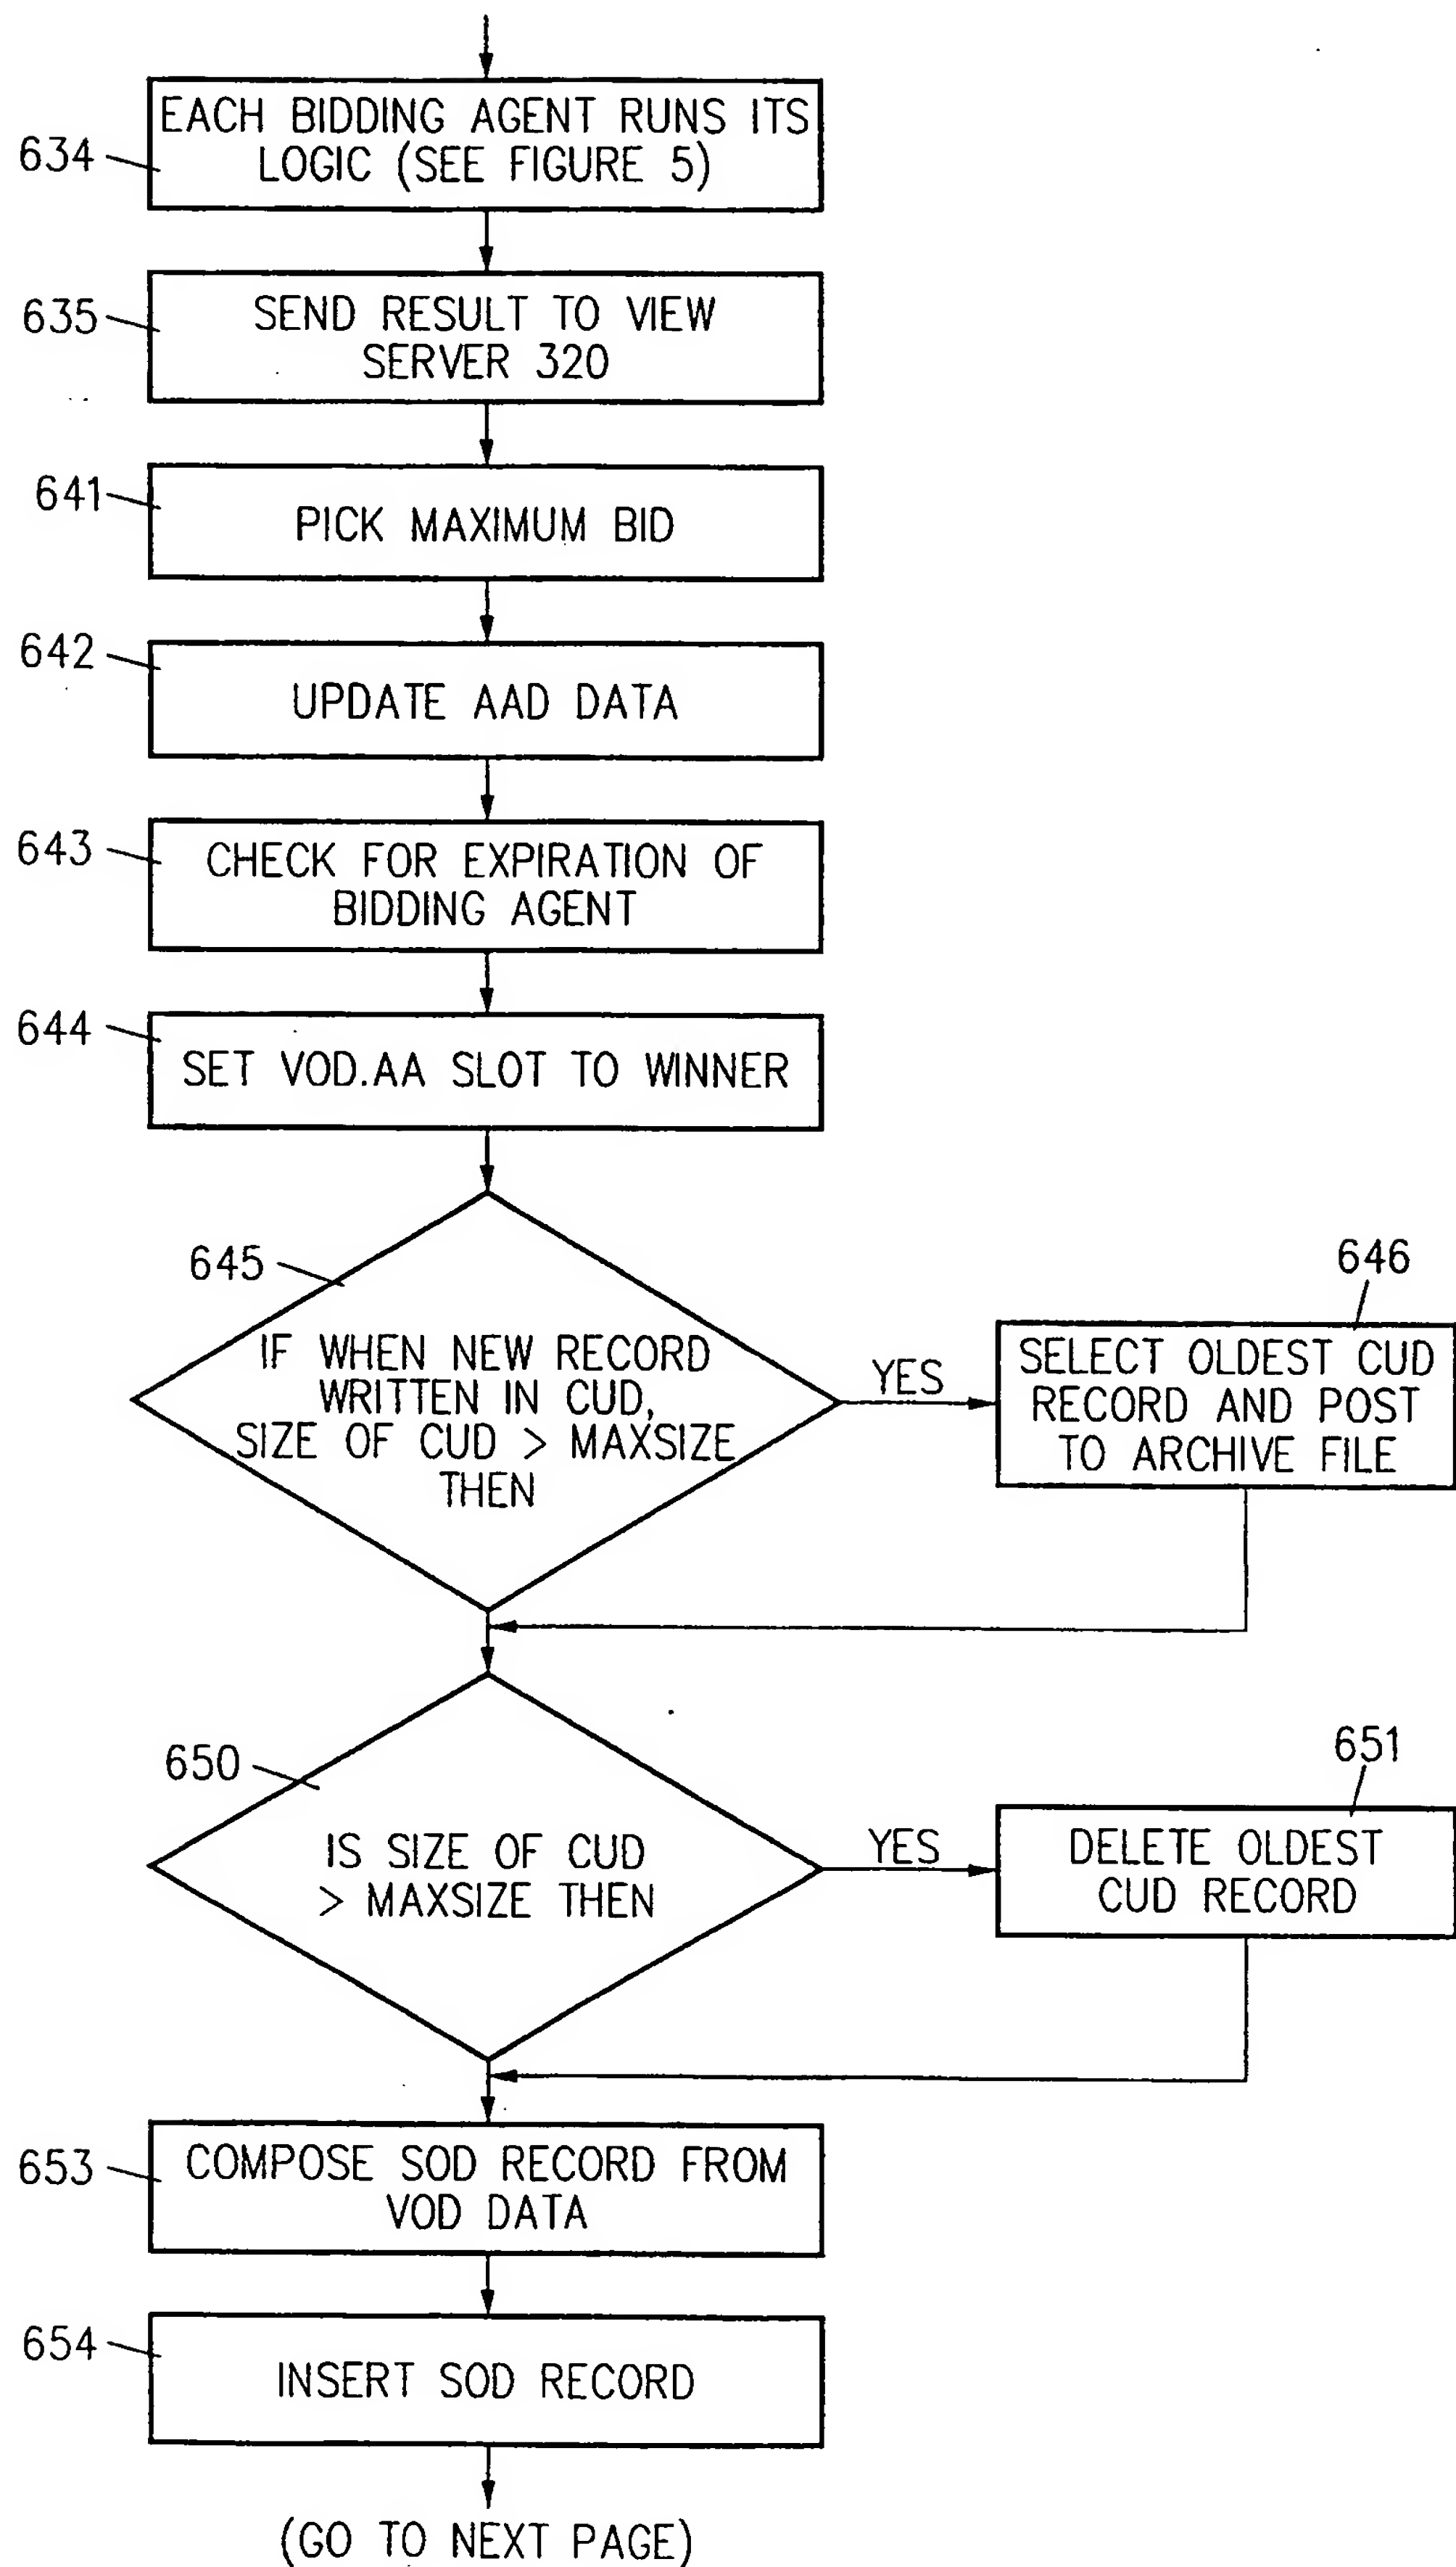 634
EACH BIDDING AGENT RUNS ITS
LOGIC (SEE FIGURE 5)
635
SEND RESULT TO VIEW
SERVER 320
641
PICK MAXIMUM BID
642
UPDATE AAD DATA
643
CHECK FOR EXPIRATION OF
BIDDING AGENT
644
SET VOD.AA SLOT TO WINNER
645
IF WHEN NEW RECORD
WRITTEN IN CUD,
SIZE OF CUD > MAXSIZE
THEN
YES
646
SELECT OLDEST CUD
RECORD AND POST
TO ARCHIVE FILE
650
IS SIZE OF CUD
> MAXSIZE THEN
YES
651
DELETE OLDEST
CUD RECORD
653
COMPOSE SOD RECORD FROM
VOD DATA
654
INSERT SOD RECORD
(GO TO NEXT PAGE)